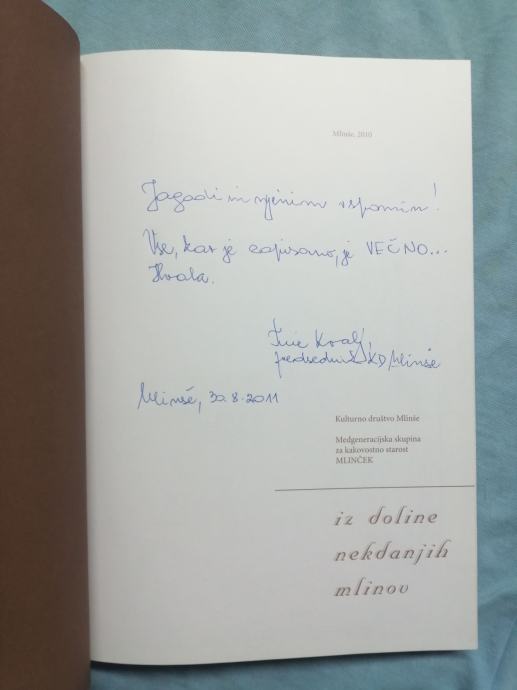 Mlinše, 2010
Jagodi in njenim spominom!
Vse, kar je zapisano, je VEČNO...
Hvala.
Kralj,
predsednik KD Mlinše
Mlinše, 30.8.2011
Kulturno društvo Mlinše
Medgeneracijska skupina
za kakovostno starost
MLINČEK
iz doline
nekdanjih
mlinov